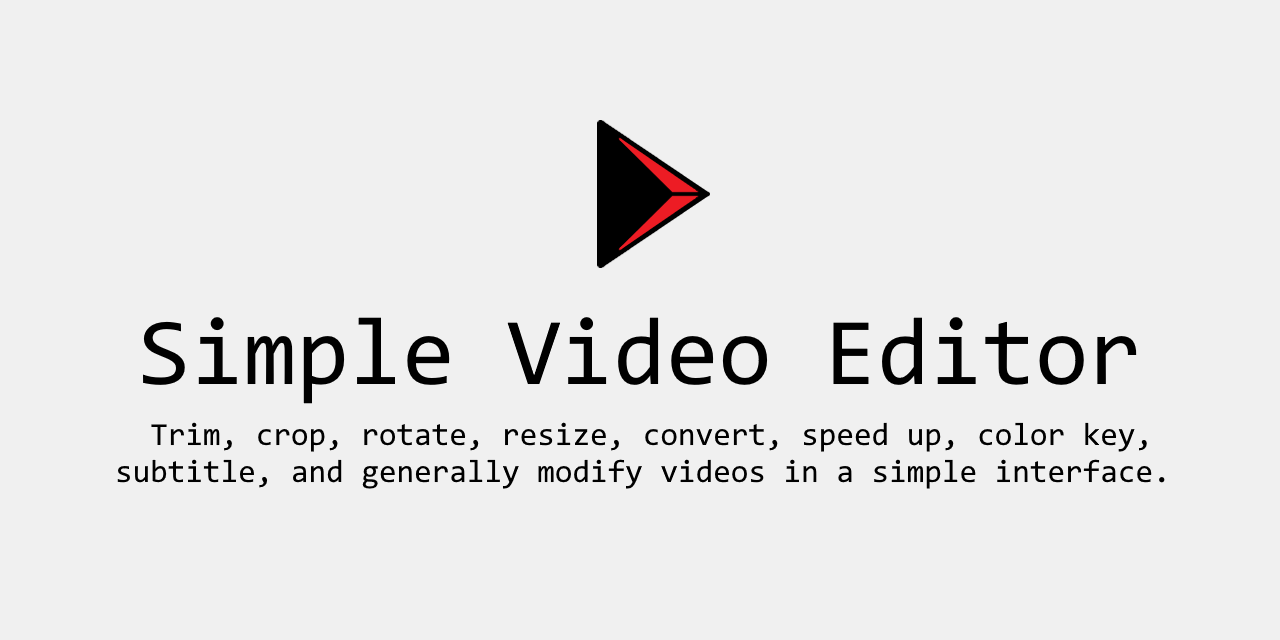 Simple Video Editor
Trim, crop, rotate, resize, convert, speed up, color key,
subtitle, and generally modify videos in a simple interface.